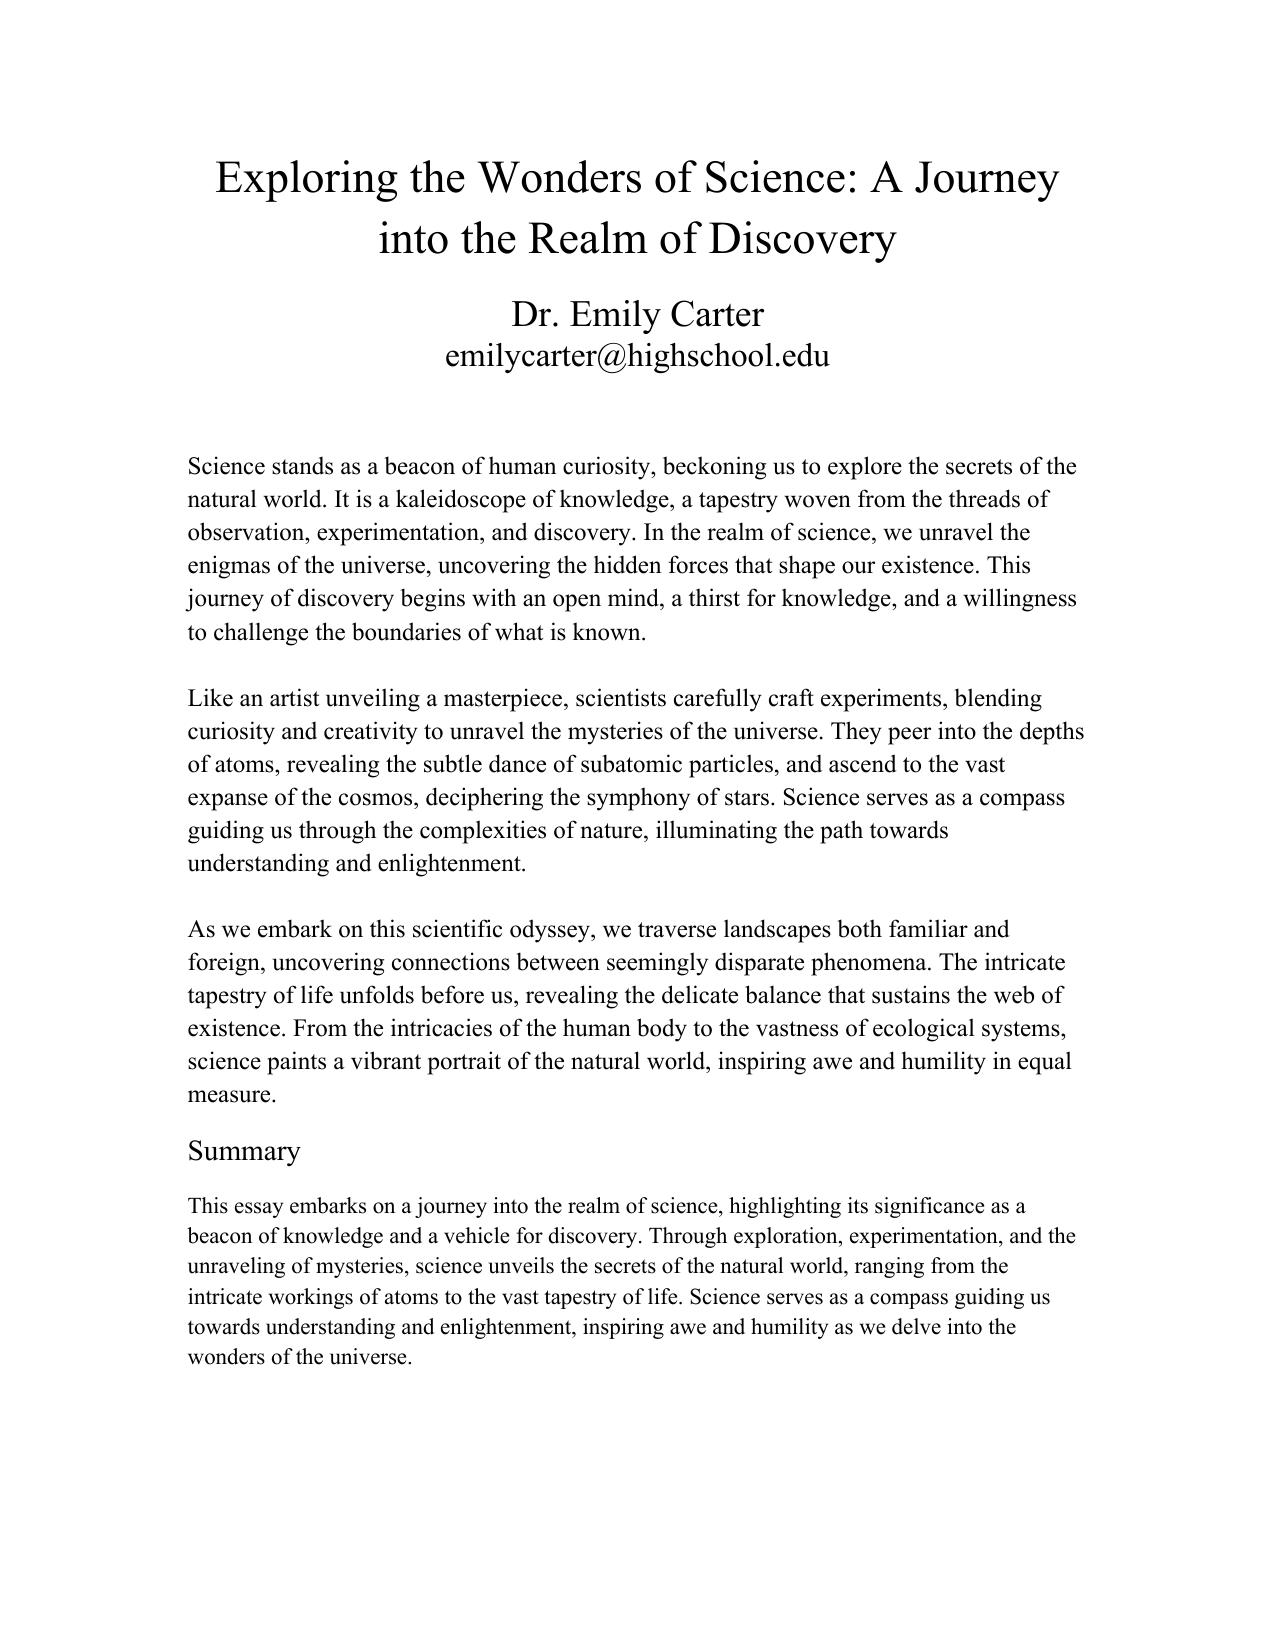 Exploring the Wonders of Science: A Journey
into the Realm of Discovery
Dr. Emily Carter
emilycarter@highschool.edu
Science stands as a beacon of human curiosity, beckoning us to explore the secrets of the
natural world. It is a kaleidoscope of knowledge, a tapestry woven from the threads of
observation, experimentation, and discovery. In the realm of science, we unravel the
enigmas of the universe, uncovering the hidden forces that shape our existence. This
journey of discovery begins with an open mind, a thirst for knowledge, and a willingness
to challenge the boundaries of what is known.
Like an artist unveiling a masterpiece, scientists carefully craft experiments, blending
curiosity and creativity to unravel the mysteries of the universe. They peer into the depths
of atoms, revealing the subtle dance of subatomic particles, and ascend to the vast
expanse of the cosmos, deciphering the symphony of stars. Science serves as a compass
guiding us through the complexities of nature, illuminating the path towards
understanding and enlightenment.
As we embark on this scientific odyssey, we traverse landscapes both familiar and
foreign, uncovering connections between seemingly disparate phenomena. The intricate
tapestry of life unfolds before us, revealing the delicate balance that sustains the web of
existence. From the intricacies of the human body to the vastness of ecological systems,
science paints a vibrant portrait of the natural world, inspiring awe and humility in equal
measure.
Summary
This essay embarks on a journey into the realm of science, highlighting its significance as a
beacon of knowledge and a vehicle for discovery. Through exploration, experimentation, and the
unraveling of mysteries, science unveils the secrets of the natural world, ranging from the
intricate workings of atoms to the vast tapestry of life. Science serves as a compass guiding us
towards understanding and enlightenment, inspiring awe and humility as we delve into the
wonders of the universe.